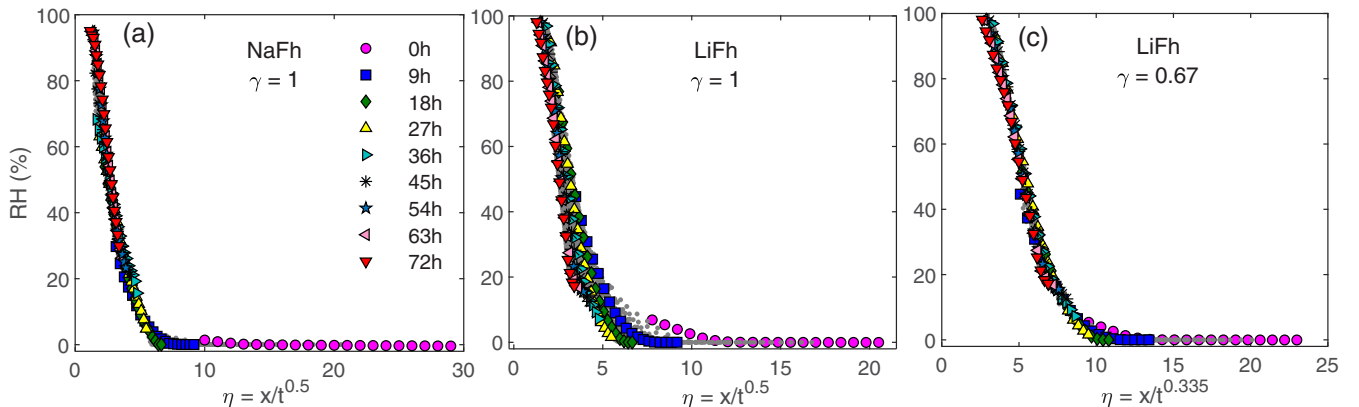 (a)
NaFh
γ = 1
0h
9h
18h
27h
36h
45h
54h
63h
72h
RH (%)
100
80
60
40
20
0
0
10
20
30
η = x/t^0.5
(b)
LiFh
γ = 1
100
80
60
40
20
0
0
5
10
15
20
η = x/t^0.5
(c)
LiFh
γ = 0.67
100
80
60
40
20
0
0
5
10
15
20
25
η = x/t^0.335